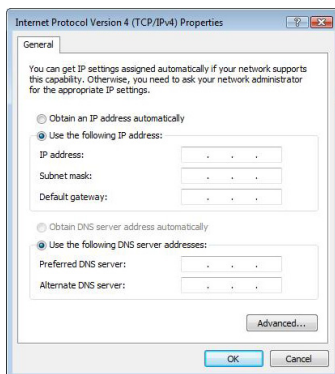 Internet Protocol Version 4 (TCP/IPv4) Properties
General
You can get IP settings assigned automatically if your network supports
this capability. Otherwise, you need to ask your network administrator
for the appropriate IP settings.
Obtain an IP address automatically
Use the following IP address:
IP address:
Subnet mask:
Default gateway:
Obtain DNS server address automatically
Use the following DNS server addresses:
Preferred DNS server:
Alternate DNS server:
Advanced...
OK Cancel